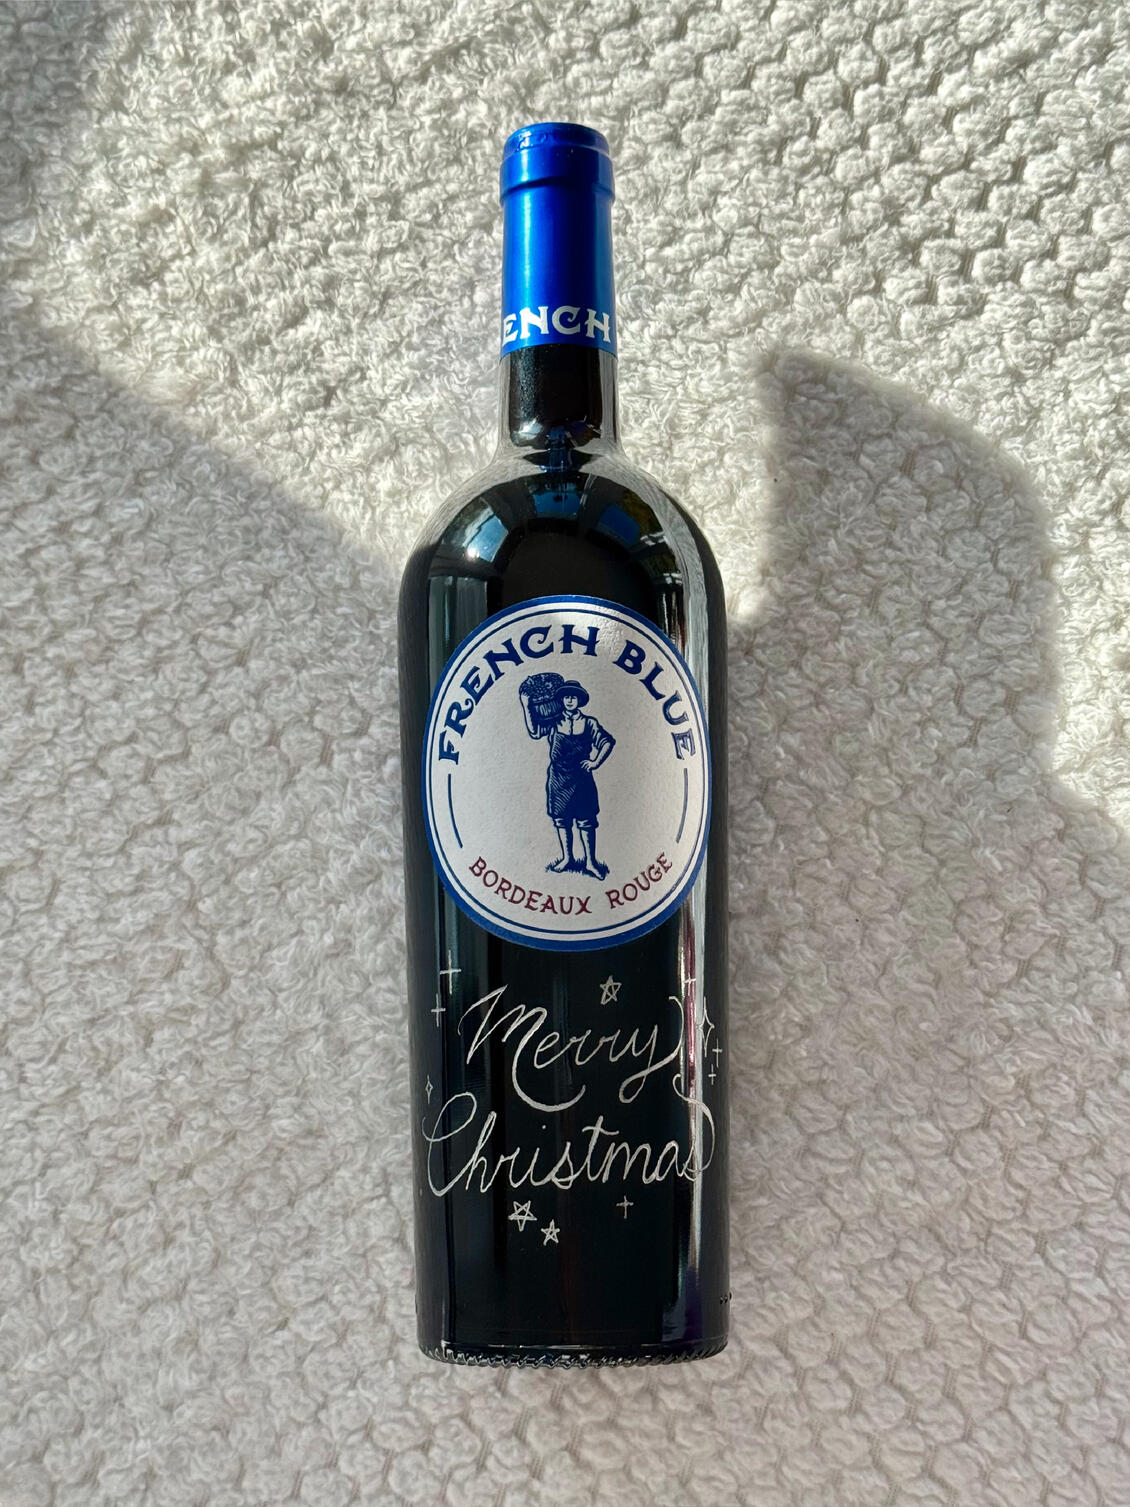 ENCH
FRENCH BLUE
BORDEAUX ROUGE
Merry
Christmas